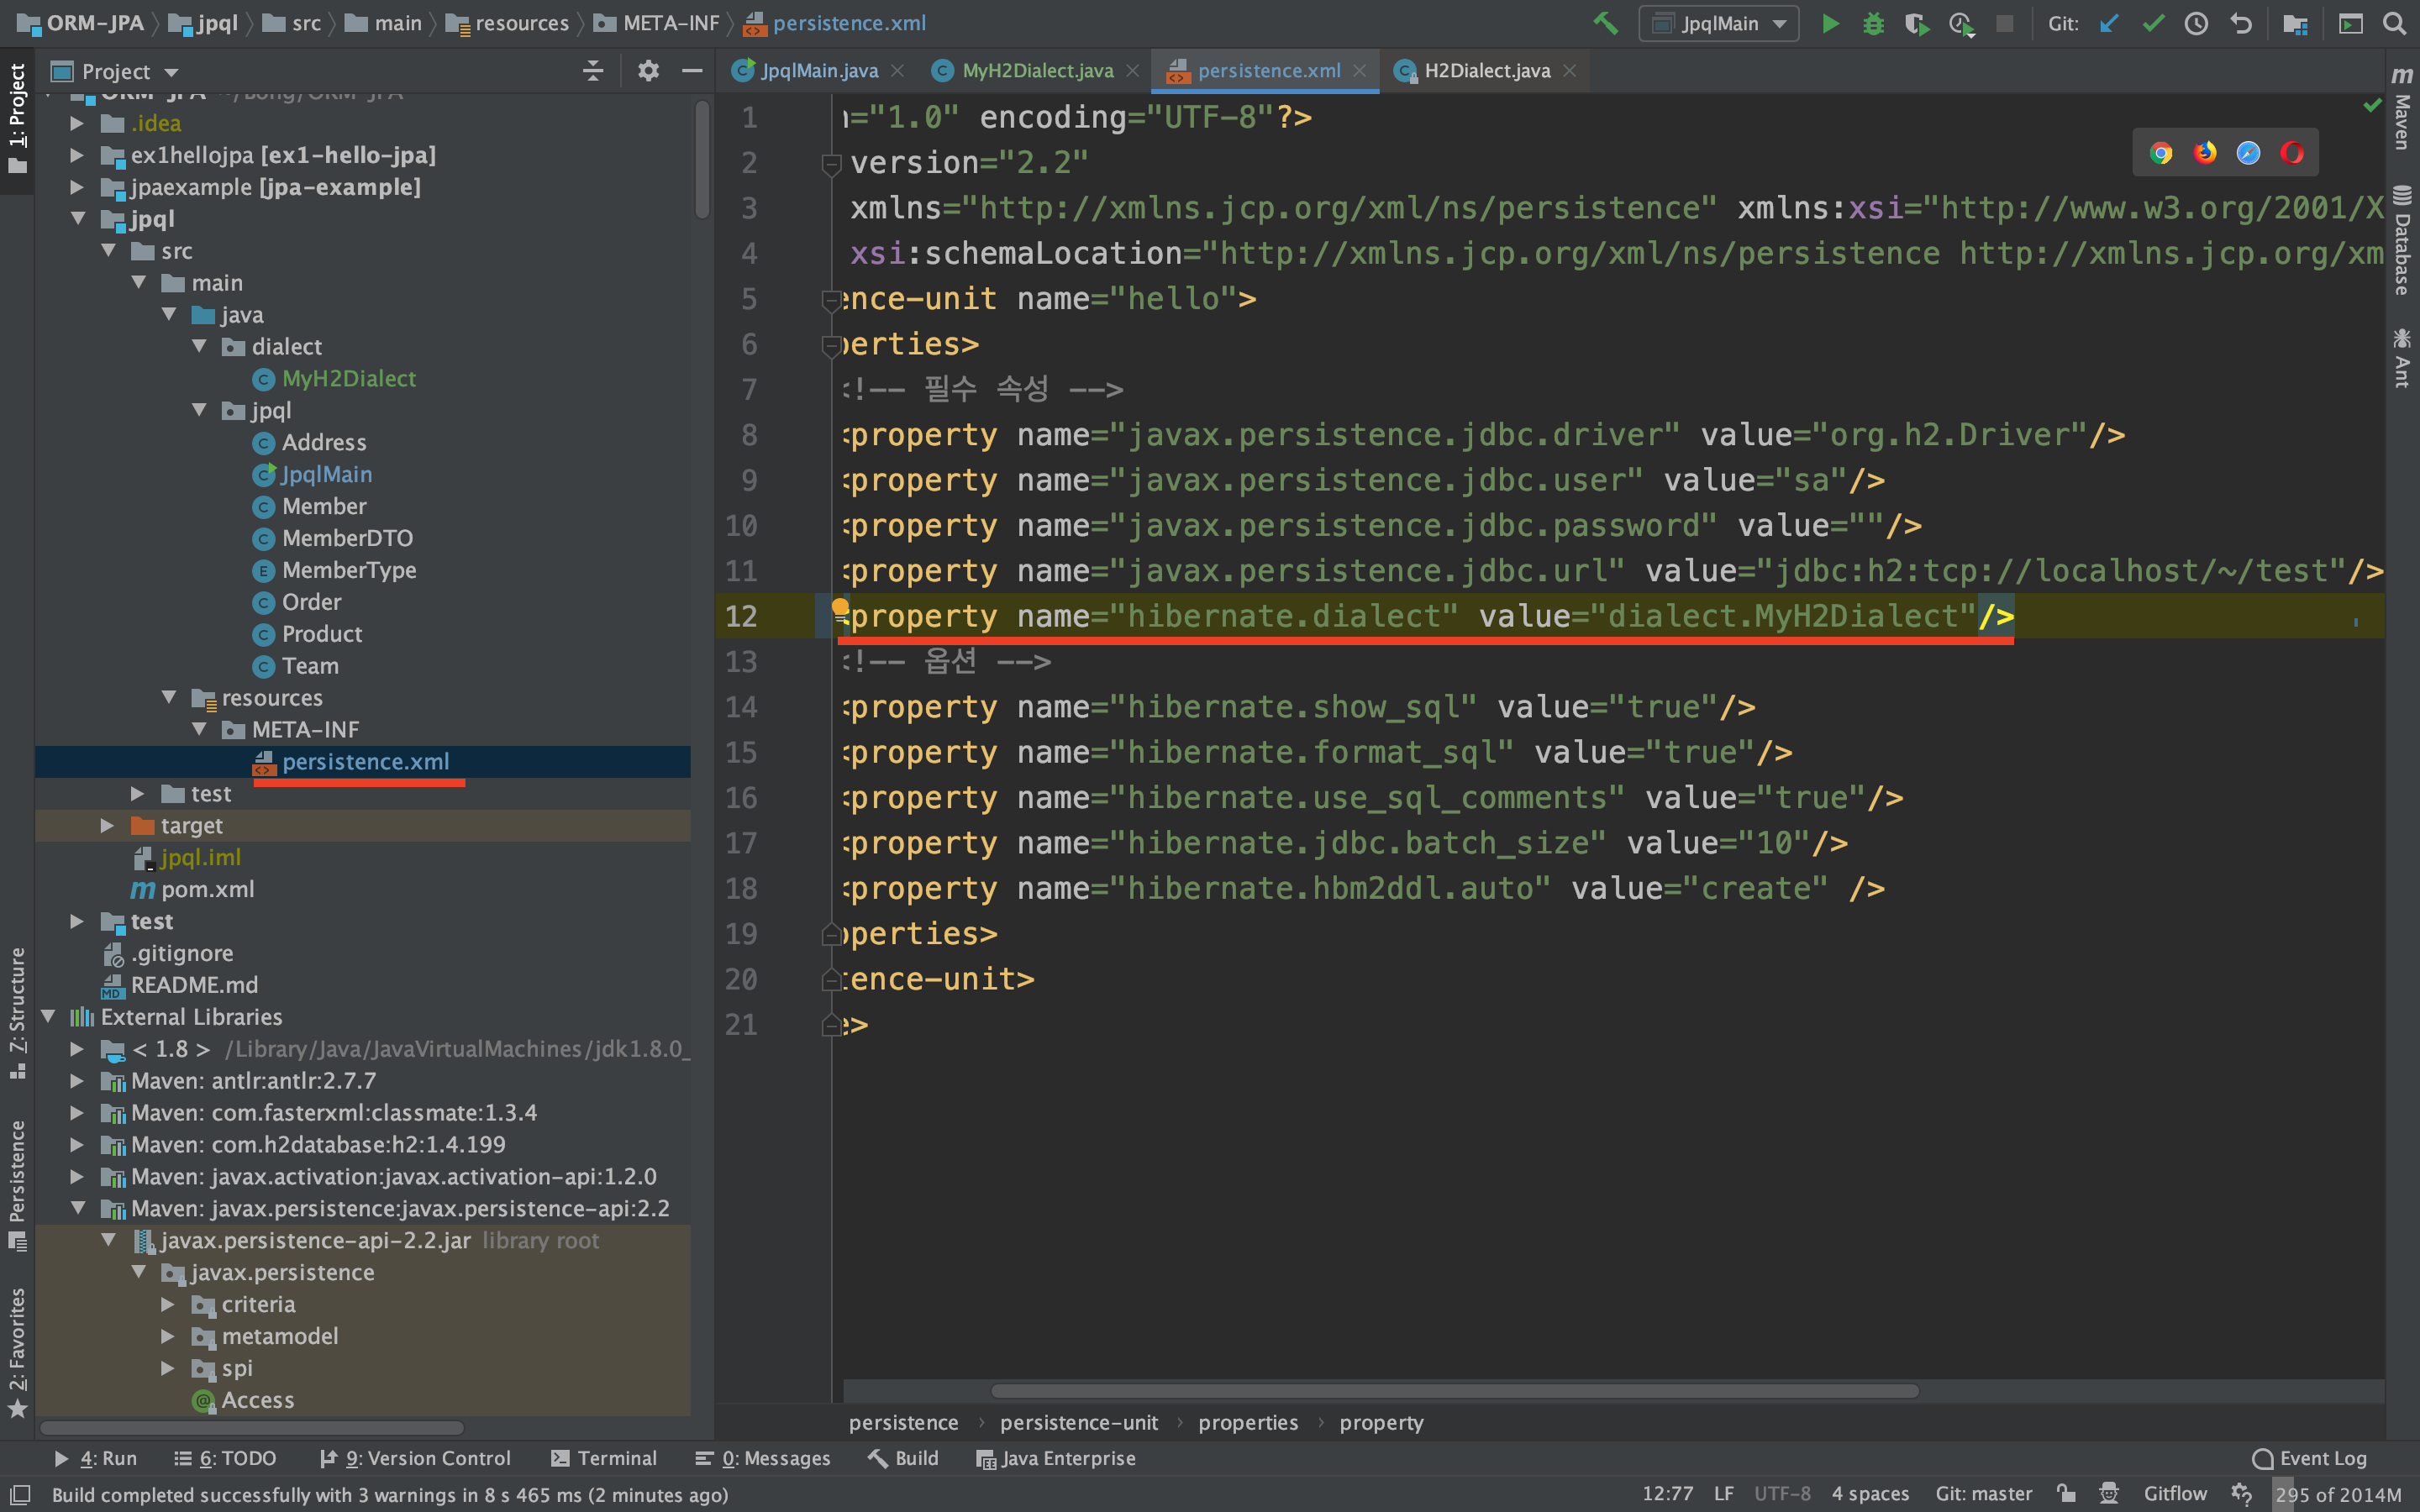 ORM-JPA jpql src main resources META-INF persistence.xml JpqlMain Git:
Project
JpqlMain.java MyH2Dialect.java persistence.xml H2Dialect.java
1: Project
Z: Structure
Persistence
2: Favorites
.idea
ex1hellojpa [ex1-hello-jpa]
jpaexample [jpa-example]
jpql
src
main
java
dialect
MyH2Dialect
jpql
Address
JpqlMain
Member
MemberDTO
MemberType
Order
Product
Team
resources
META-INF
persistence.xml
test
target
jpql.iml
pom.xml
test
.gitignore
README.md
External Libraries
< 1.8 > /Library/Java/JavaVirtualMachines/jdk1.8.0_
Maven: antlr:antlr:2.7.7
Maven: com.fasterxml:classmate:1.3.4
Maven: com.h2database:h2:1.4.199
Maven: javax.activation:javax.activation-api:1.2.0
Maven: javax.persistence:javax.persistence-api:2.2
javax.persistence-api-2.2.jar library root
javax.persistence
criteria
metamodel
spi
Access
1 ="1.0" encoding="UTF-8"?>
2 version="2.2"
3 xmlns="http://xmlns.jcp.org/xml/ns/persistence" xmlns:xsi="http://www.w3.org/2001/X
4 xsi:schemaLocation="http://xmlns.jcp.org/xml/ns/persistence http://xmlns.jcp.org/xm
5 ence-unit name="hello">
6 perties>
7 <!-- 필수 속성 -->
8 <property name="javax.persistence.jdbc.driver" value="org.h2.Driver"/>
9 <property name="javax.persistence.jdbc.user" value="sa"/>
10 <property name="javax.persistence.jdbc.password" value=""/>
11 <property name="javax.persistence.jdbc.url" value="jdbc:h2:tcp://localhost/~/test"/>
12 <property name="hibernate.dialect" value="dialect.MyH2Dialect"/>
13 <!-- 옵션 -->
14 <property name="hibernate.show_sql" value="true"/>
15 <property name="hibernate.format_sql" value="true"/>
16 <property name="hibernate.use_sql_comments" value="true"/>
17 <property name="hibernate.jdbc.batch_size" value="10"/>
18 <property name="hibernate.hbm2ddl.auto" value="create" />
19 operties>
20 tence-unit>
21 e>
Maven
Database
Ant
persistence persistence-unit properties property
4: Run 6: TODO 9: Version Control Terminal 0: Messages Build Java Enterprise Event Log
Build completed successfully with 3 warnings in 8 s 465 ms (2 minutes ago) 12:77 LF UTF-8 4 spaces Git: master Gitflow 295 of 2014M